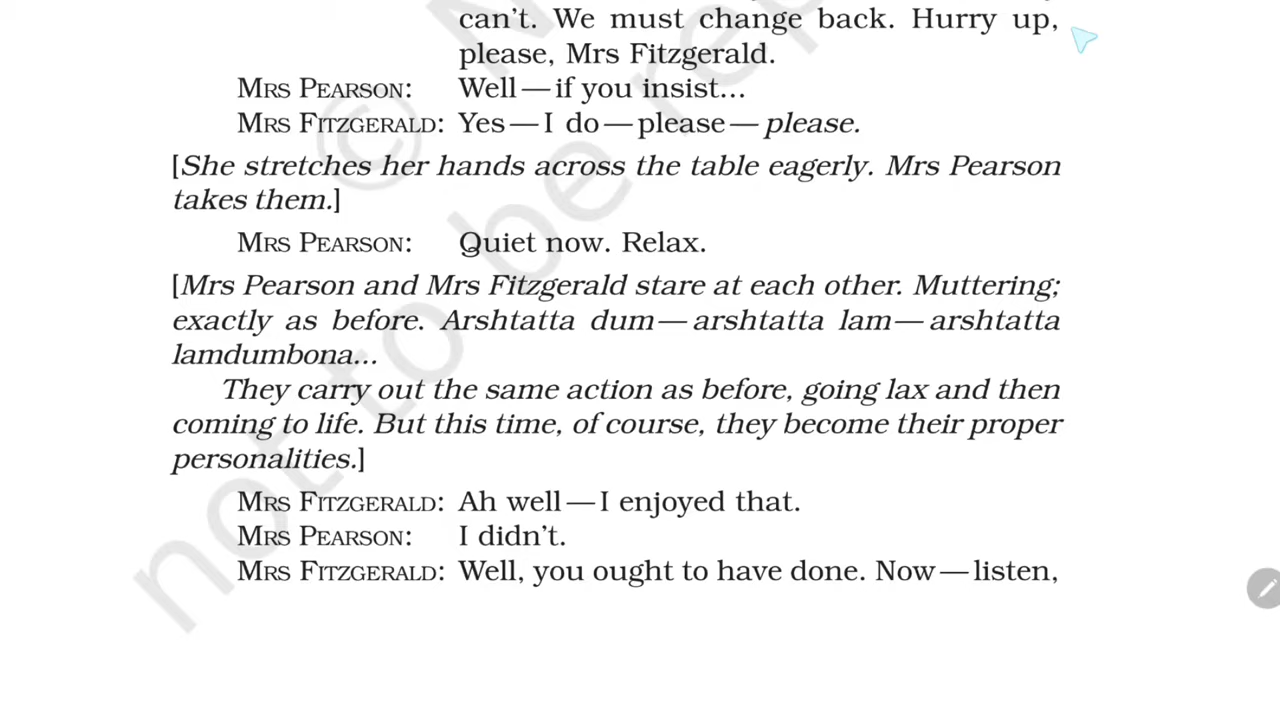 can't. We must change back. Hurry up,
please, Mrs Fitzgerald.
MRS PEARSON: Well—if you insist...
MRS FITZGERALD: Yes—I do—please—please.
[She stretches her hands across the table eagerly. Mrs Pearson
takes them.]
MRS PEARSON: Quiet now. Relax.
[Mrs Pearson and Mrs Fitzgerald stare at each other. Muttering;
exactly as before. Arshtatta dum—arshtatta lam—arshtatta
lamdumbona...
They carry out the same action as before, going lax and then
coming to life. But this time, of course, they become their proper
personalities.]
MRS FITZGERALD: Ah well—I enjoyed that.
MRS PEARSON: I didn't.
MRS FITZGERALD: Well, you ought to have done. Now—listen,
© N
not to be rep